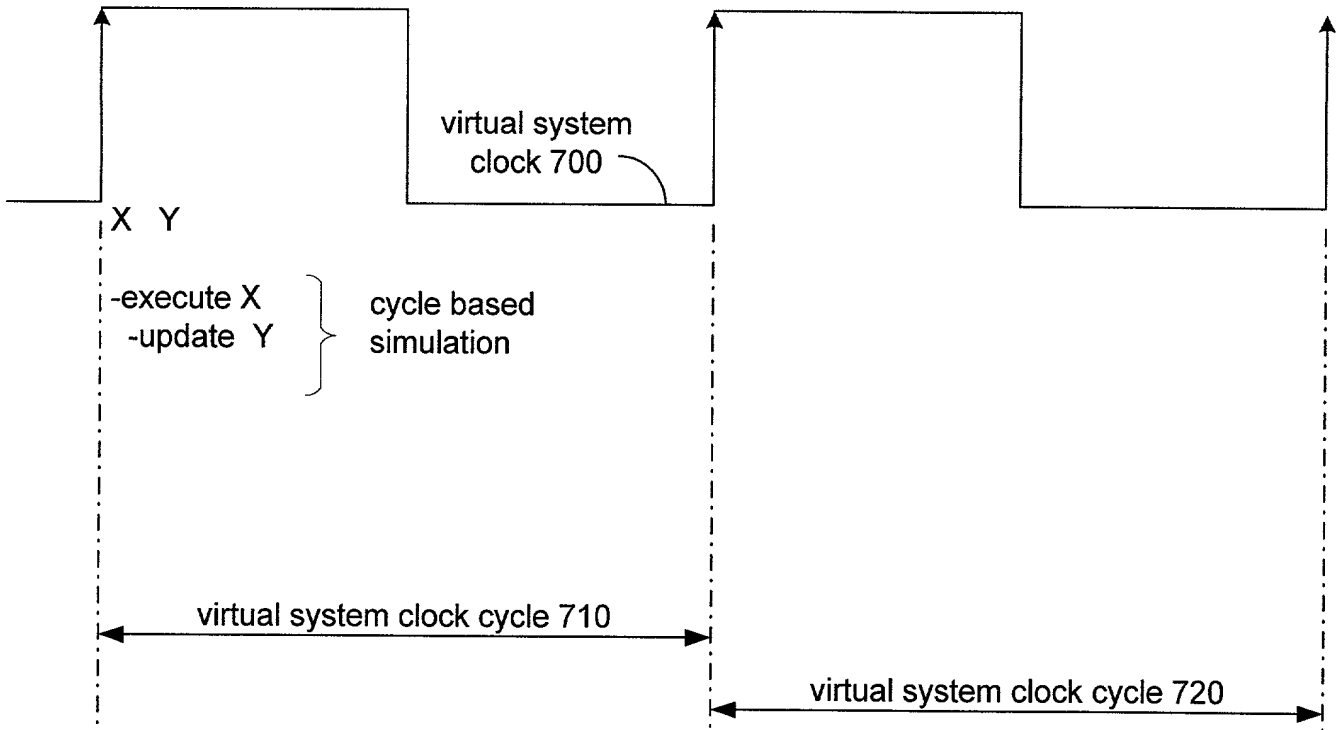 virtual system
clock 700
X Y
-execute X
-update Y
cycle based
simulation
virtual system clock cycle 710
virtual system clock cycle 720